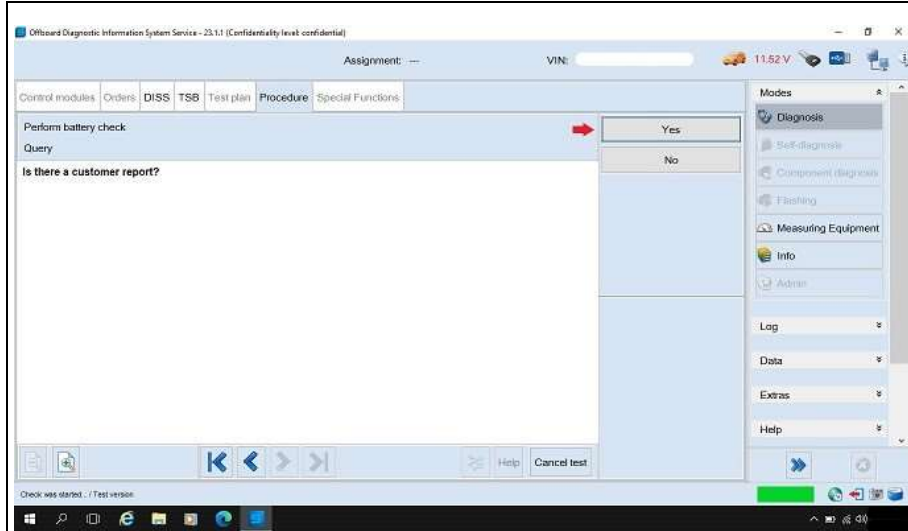 Offboard Diagnostic Information System Service - 23.1.1 (Confidentiality level: confidential)
Assignment: ---
VIN:
11.52 V
Control modules
Orders
DISS
TSB
Test plan
Procedure
Special Functions
Perform battery check
Query
Is there a customer report?
Yes
No
Modes
Diagnosis
Self-diagnosis
Component diagnosis
Flashing
Measuring Equipment
Info
Admin
Log
Data
Extras
Help
Help
Cancel test
Check was started. / Test version